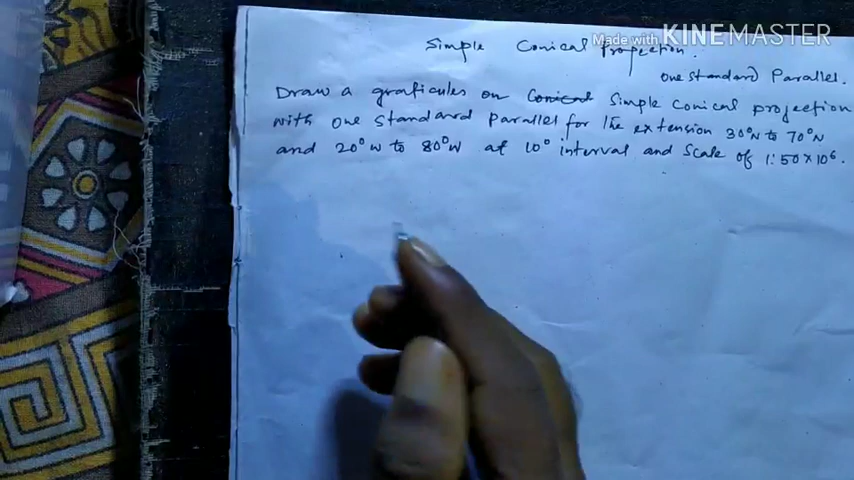 Simple Conical Projection.
Made with KINEMASTER
One Standard Parallel.
Draw a graticules on Conical Simple Conical projection
with One Standard Parallel for the extension 30°N to 70°N
and 20°W to 80°W at 10° interval and Scale of 1:50×10⁶.